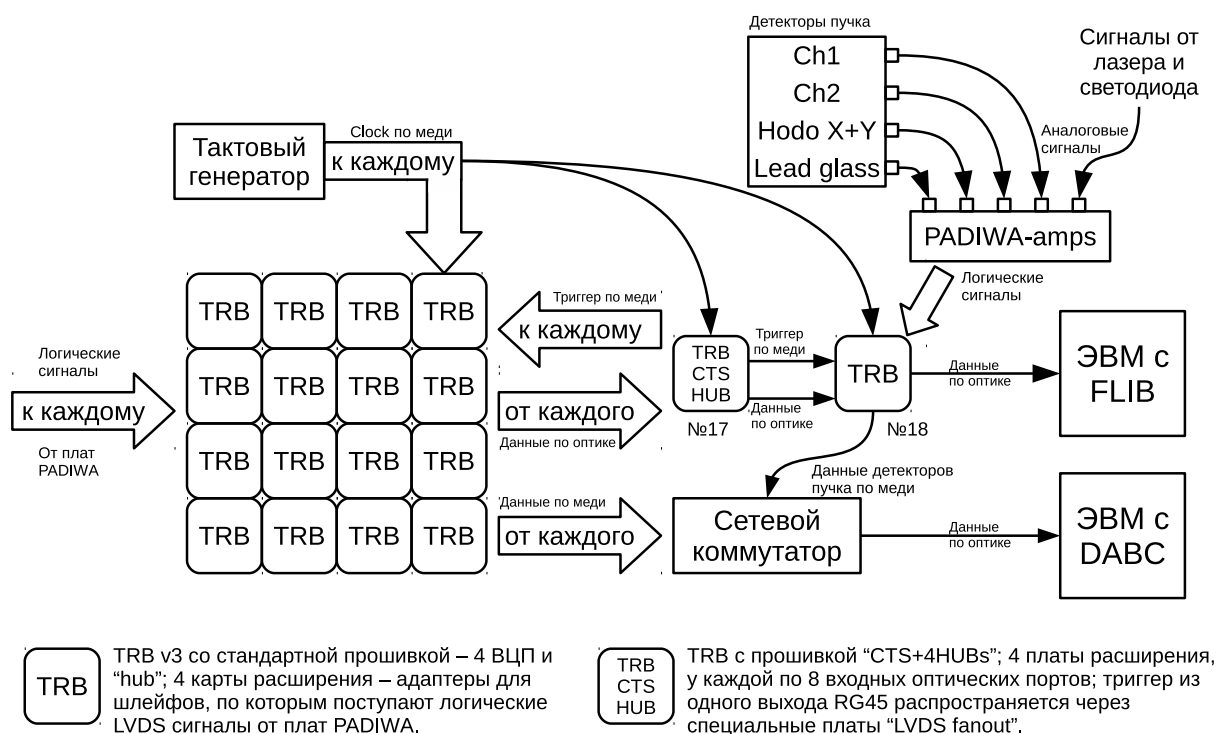 Детекторы пучка
Ch1
Ch2
Hodo X+Y
Lead glass
Сигналы от
лазера и
светодиода
Аналоговые
сигналы
PADIWA-amps
Тактовый
генератор
Clock по меди
к каждому
TRB TRB TRB TRB
TRB TRB TRB TRB
TRB TRB TRB TRB
TRB TRB TRB TRB
Логические
сигналы
к каждому
От плат
PADIWA
Триггер по меди
к каждому
от каждого
Данные по оптике
Данные по меди
от каждого
TRB
CTS
HUB
№17
Триггер
по меди
Данные
по оптике
TRB
№18
Логические
сигналы
Данные
по оптике
ЭВМ с
FLIB
Данные детекторов
пучка по меди
Сетевой
коммутатор
Данные
по оптике
ЭВМ с
DABC
TRB
TRB v3 со стандартной прошивкой – 4 ВЦП и
“hub”; 4 карты расширения – адаптеры для
шлейфов, по которым поступают логические
LVDS сигналы от плат PADIWA.
TRB
CTS
HUB
TRB с прошивкой “CTS+4HUBs”; 4 платы расширения,
у каждой по 8 входных оптических портов; триггер из
одного выхода RG45 распространяется через
специальные платы “LVDS fanout”.